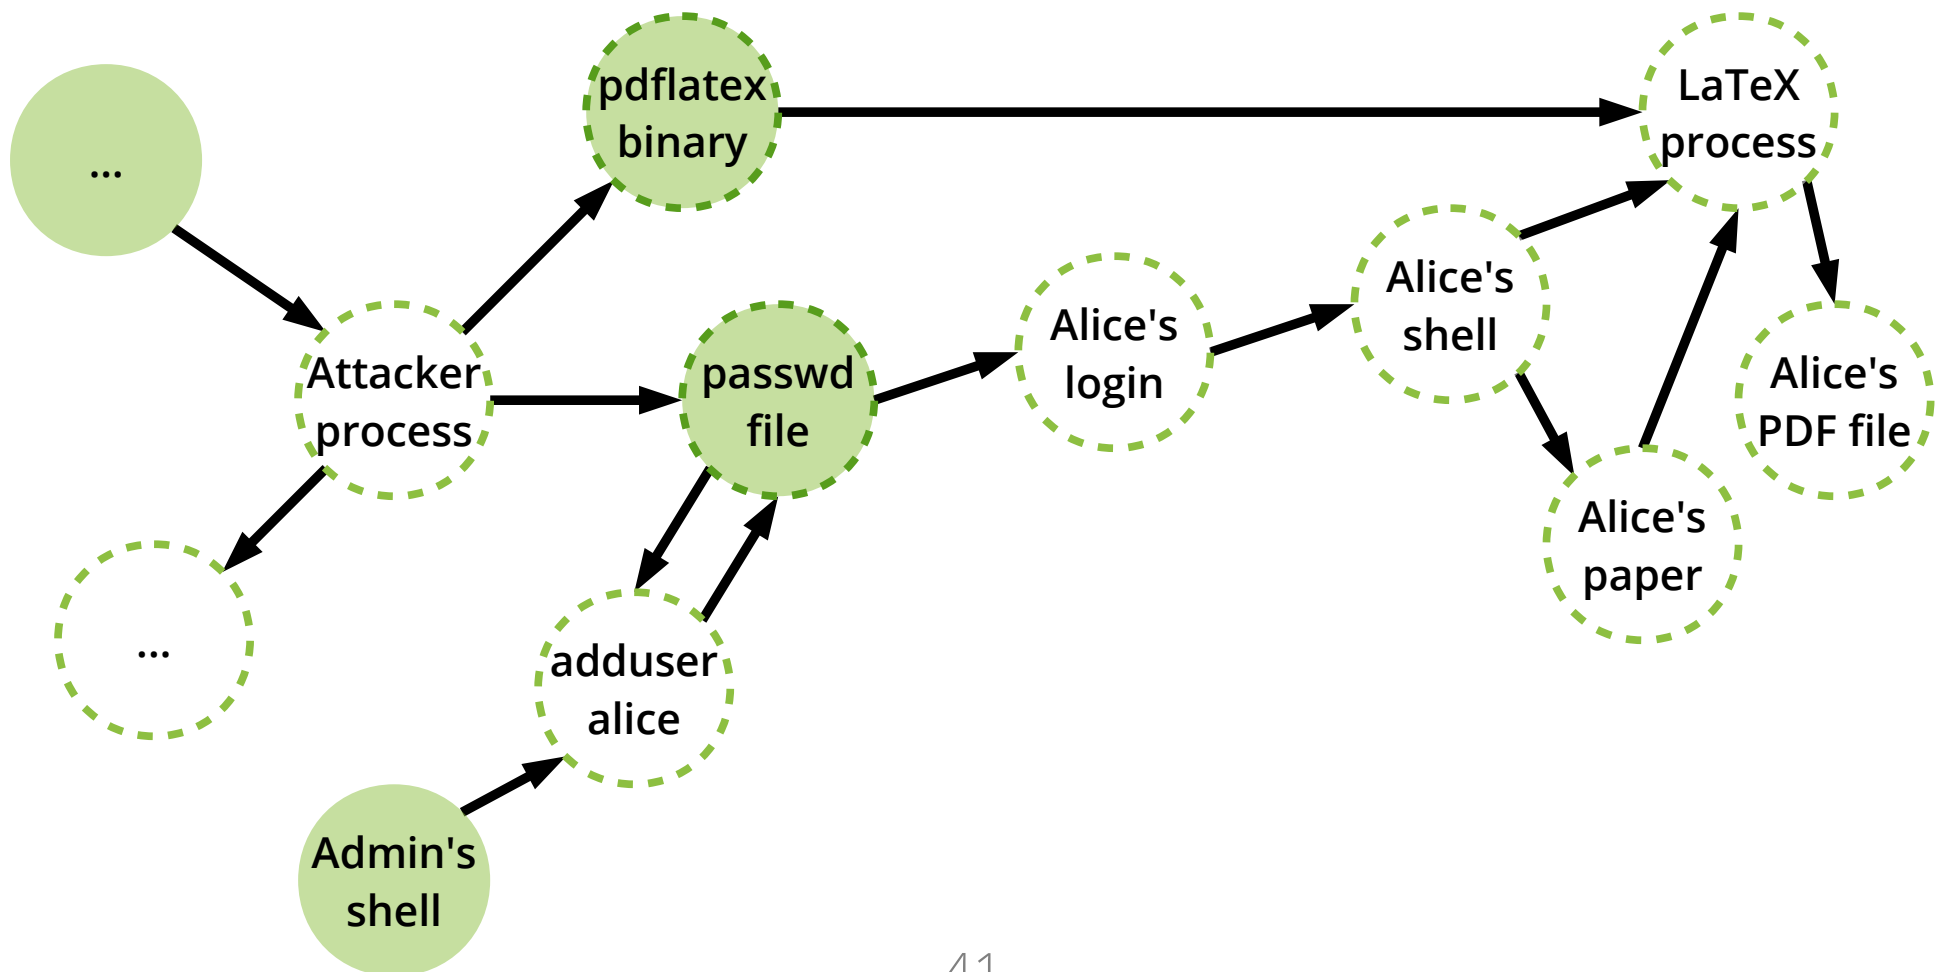 pdflatex
binary
LaTeX
process
...
Alice's
shell
Alice's
login
Attacker
process
passwd
file
Alice's
PDF file
Alice's
paper
...
adduser
alice
Admin's
shell
41